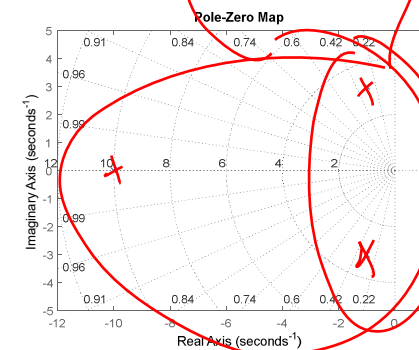 Pole-Zero Map
5
0.91 0.84 0.74 0.6 0.42 0.22
4
0.96
3
2
0.99
1
12 10 8 6 4 2
0
-1
0.99
-2
-3
0.96
-4
0.91 0.84 0.74 0.6 0.42 0.22
-5
-12 -10 -8 -6 -4 -2 0
Real Axis (seconds⁻¹)
Imaginary Axis (seconds⁻¹)